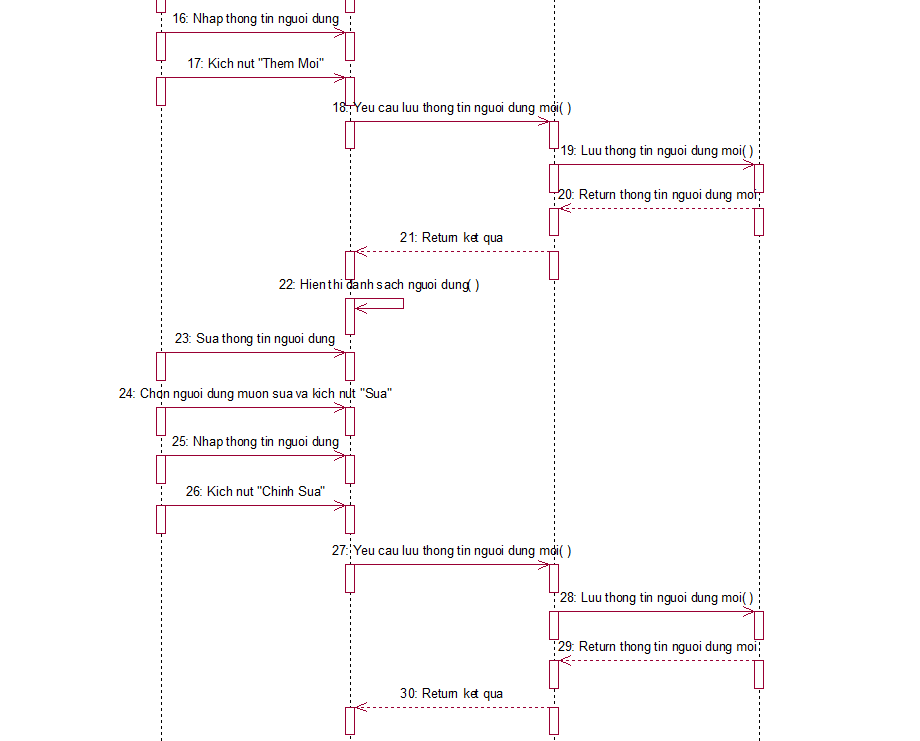 16: Nhap thong tin nguoi dung
17: Kich nut "Them Moi"
18: Yeu cau luu thong tin nguoi dung moi( )
19: Luu thong tin nguoi dung moi( )
20: Return thong tin nguoi dung moi
21: Return ket qua
22: Hien thi danh sach nguoi dung( )
23: Sua thong tin nguoi dung
24: Chon nguoi dung muon sua va kich nut "Sua"
25: Nhap thong tin nguoi dung
26: Kich nut "Chinh Sua"
27: Yeu cau luu thong tin nguoi dung moi( )
28: Luu thong tin nguoi dung moi( )
29: Return thong tin nguoi dung moi
30: Return ket qua